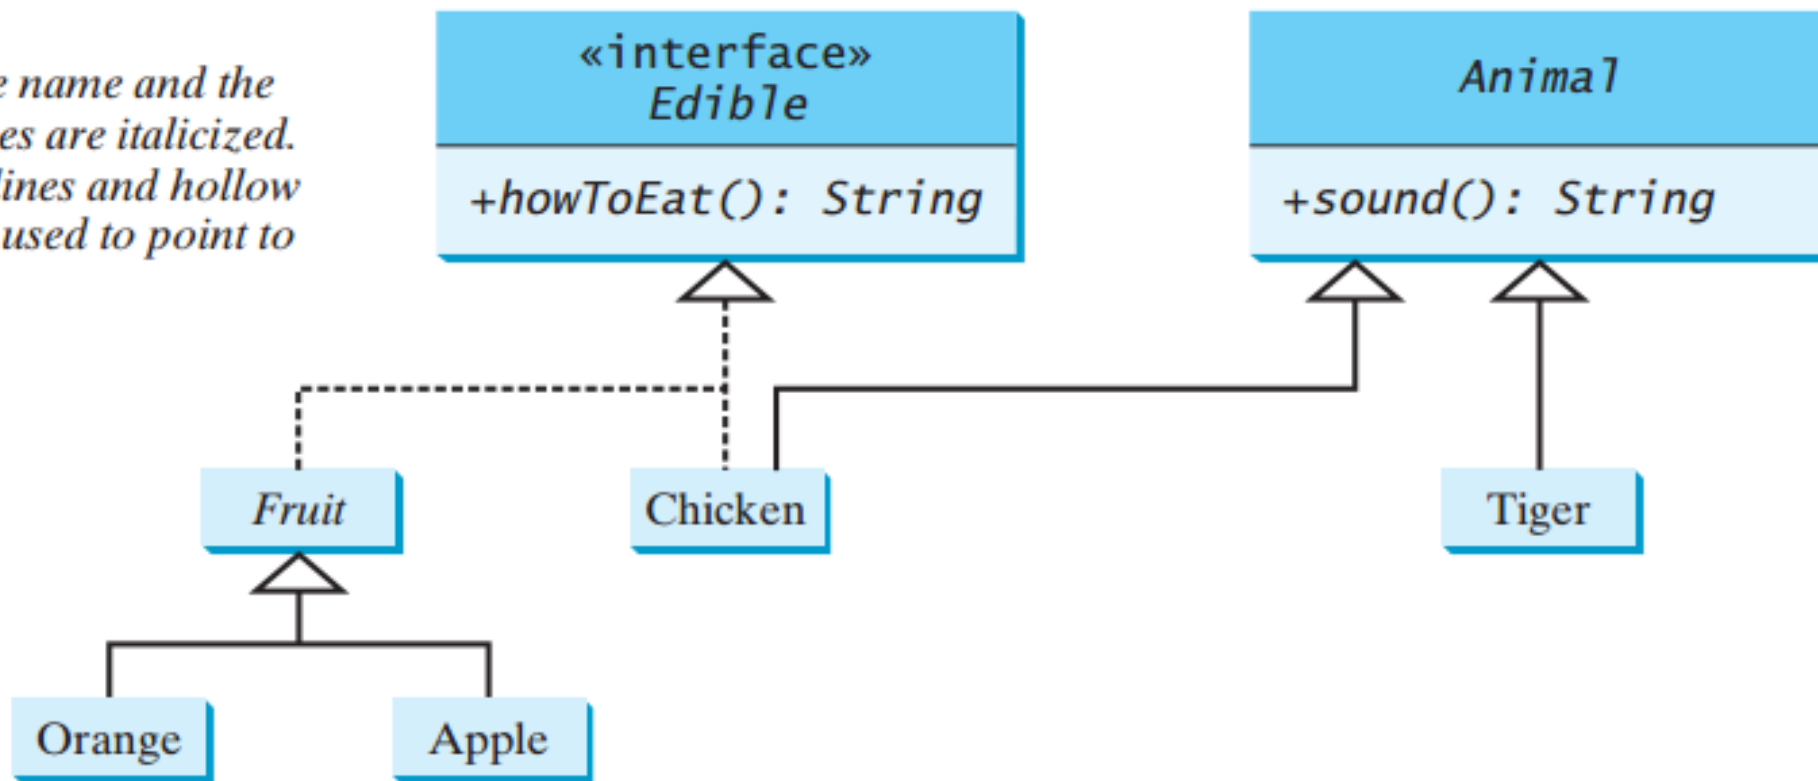 name and the
are italicized.
lines and hollow
used to point to
«interface»
Edible
+howToEat(): String
Animal
+sound(): String
Fruit
Chicken
Tiger
Orange
Apple